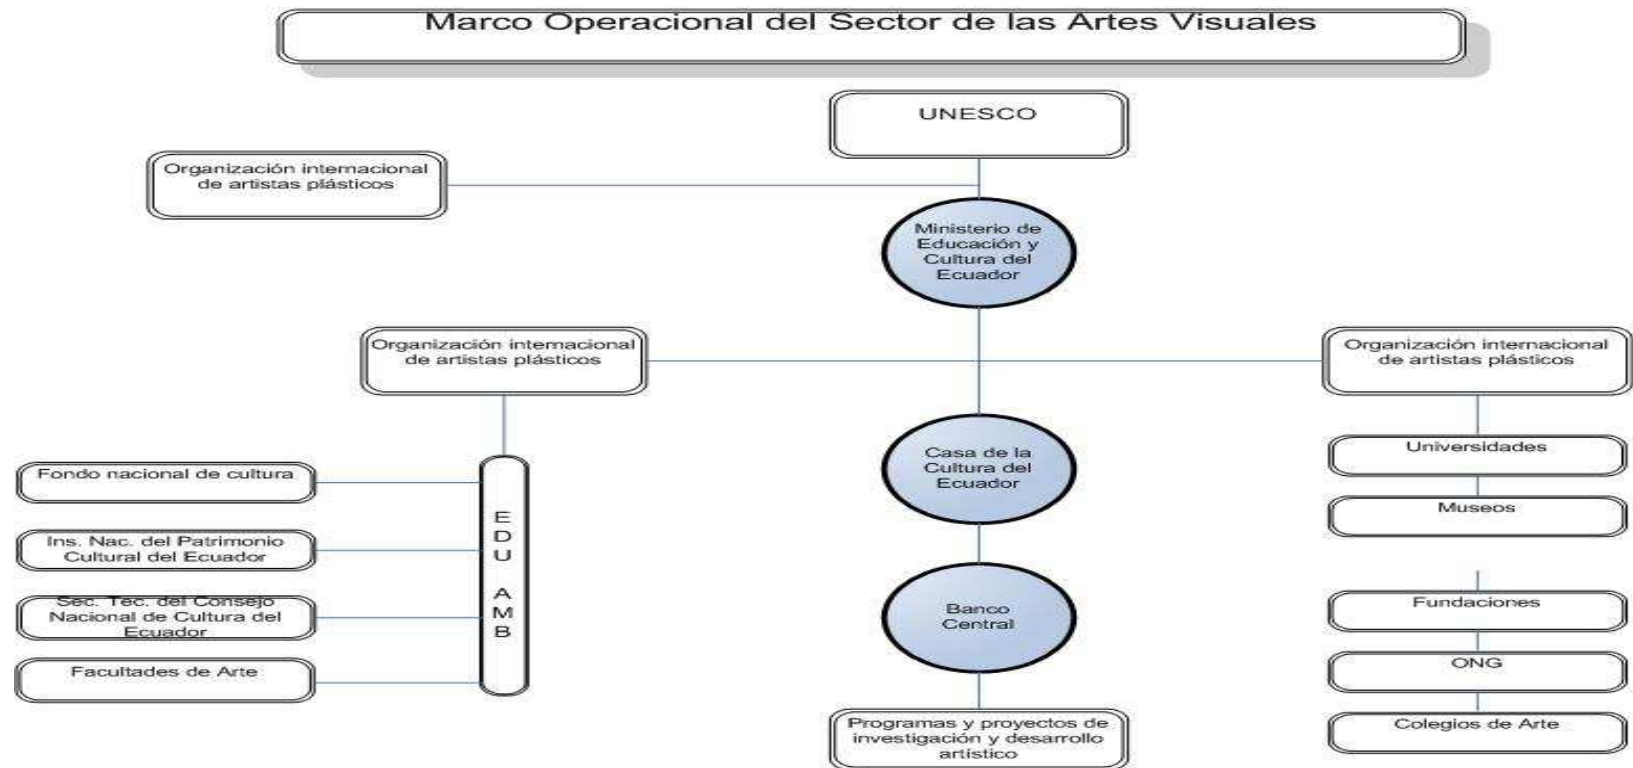 Marco Operacional del Sector de las Artes Visuales
UNESCO
Organización internacional
de artistas plásticos
Ministerio de
Educación y
Cultura del
Ecuador
Organización internacional
de artistas plásticos
Organización internacional
de artistas plásticos
Casa de la
Cultura del
Ecuador
Banco
Central
Programas y proyectos de
investigación y desarrollo
artístico
E
D
U
A
M
B
Fondo nacional de cultura
Ins. Nac. del Patrimonio
Cultural del Ecuador
Sec. Tec. del Consejo
Nacional de Cultura del
Ecuador
Facultades de Arte
Universidades
Museos
Fundaciones
ONG
Colegios de Arte